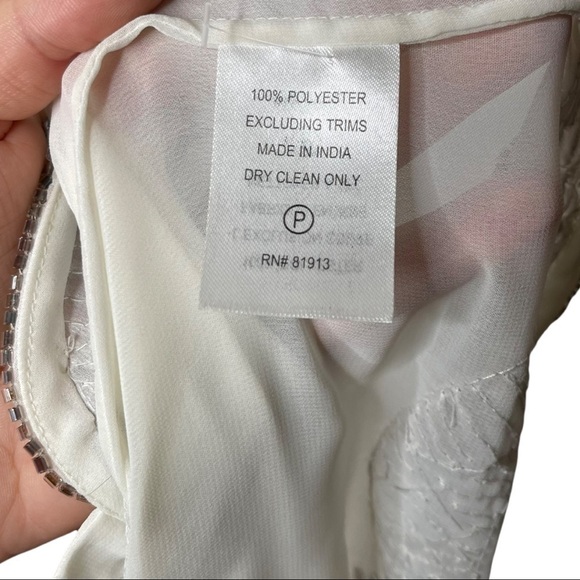 100% POLYESTER
EXCLUDING TRIMS
MADE IN INDIA
DRY CLEAN ONLY
P
RN# 81913